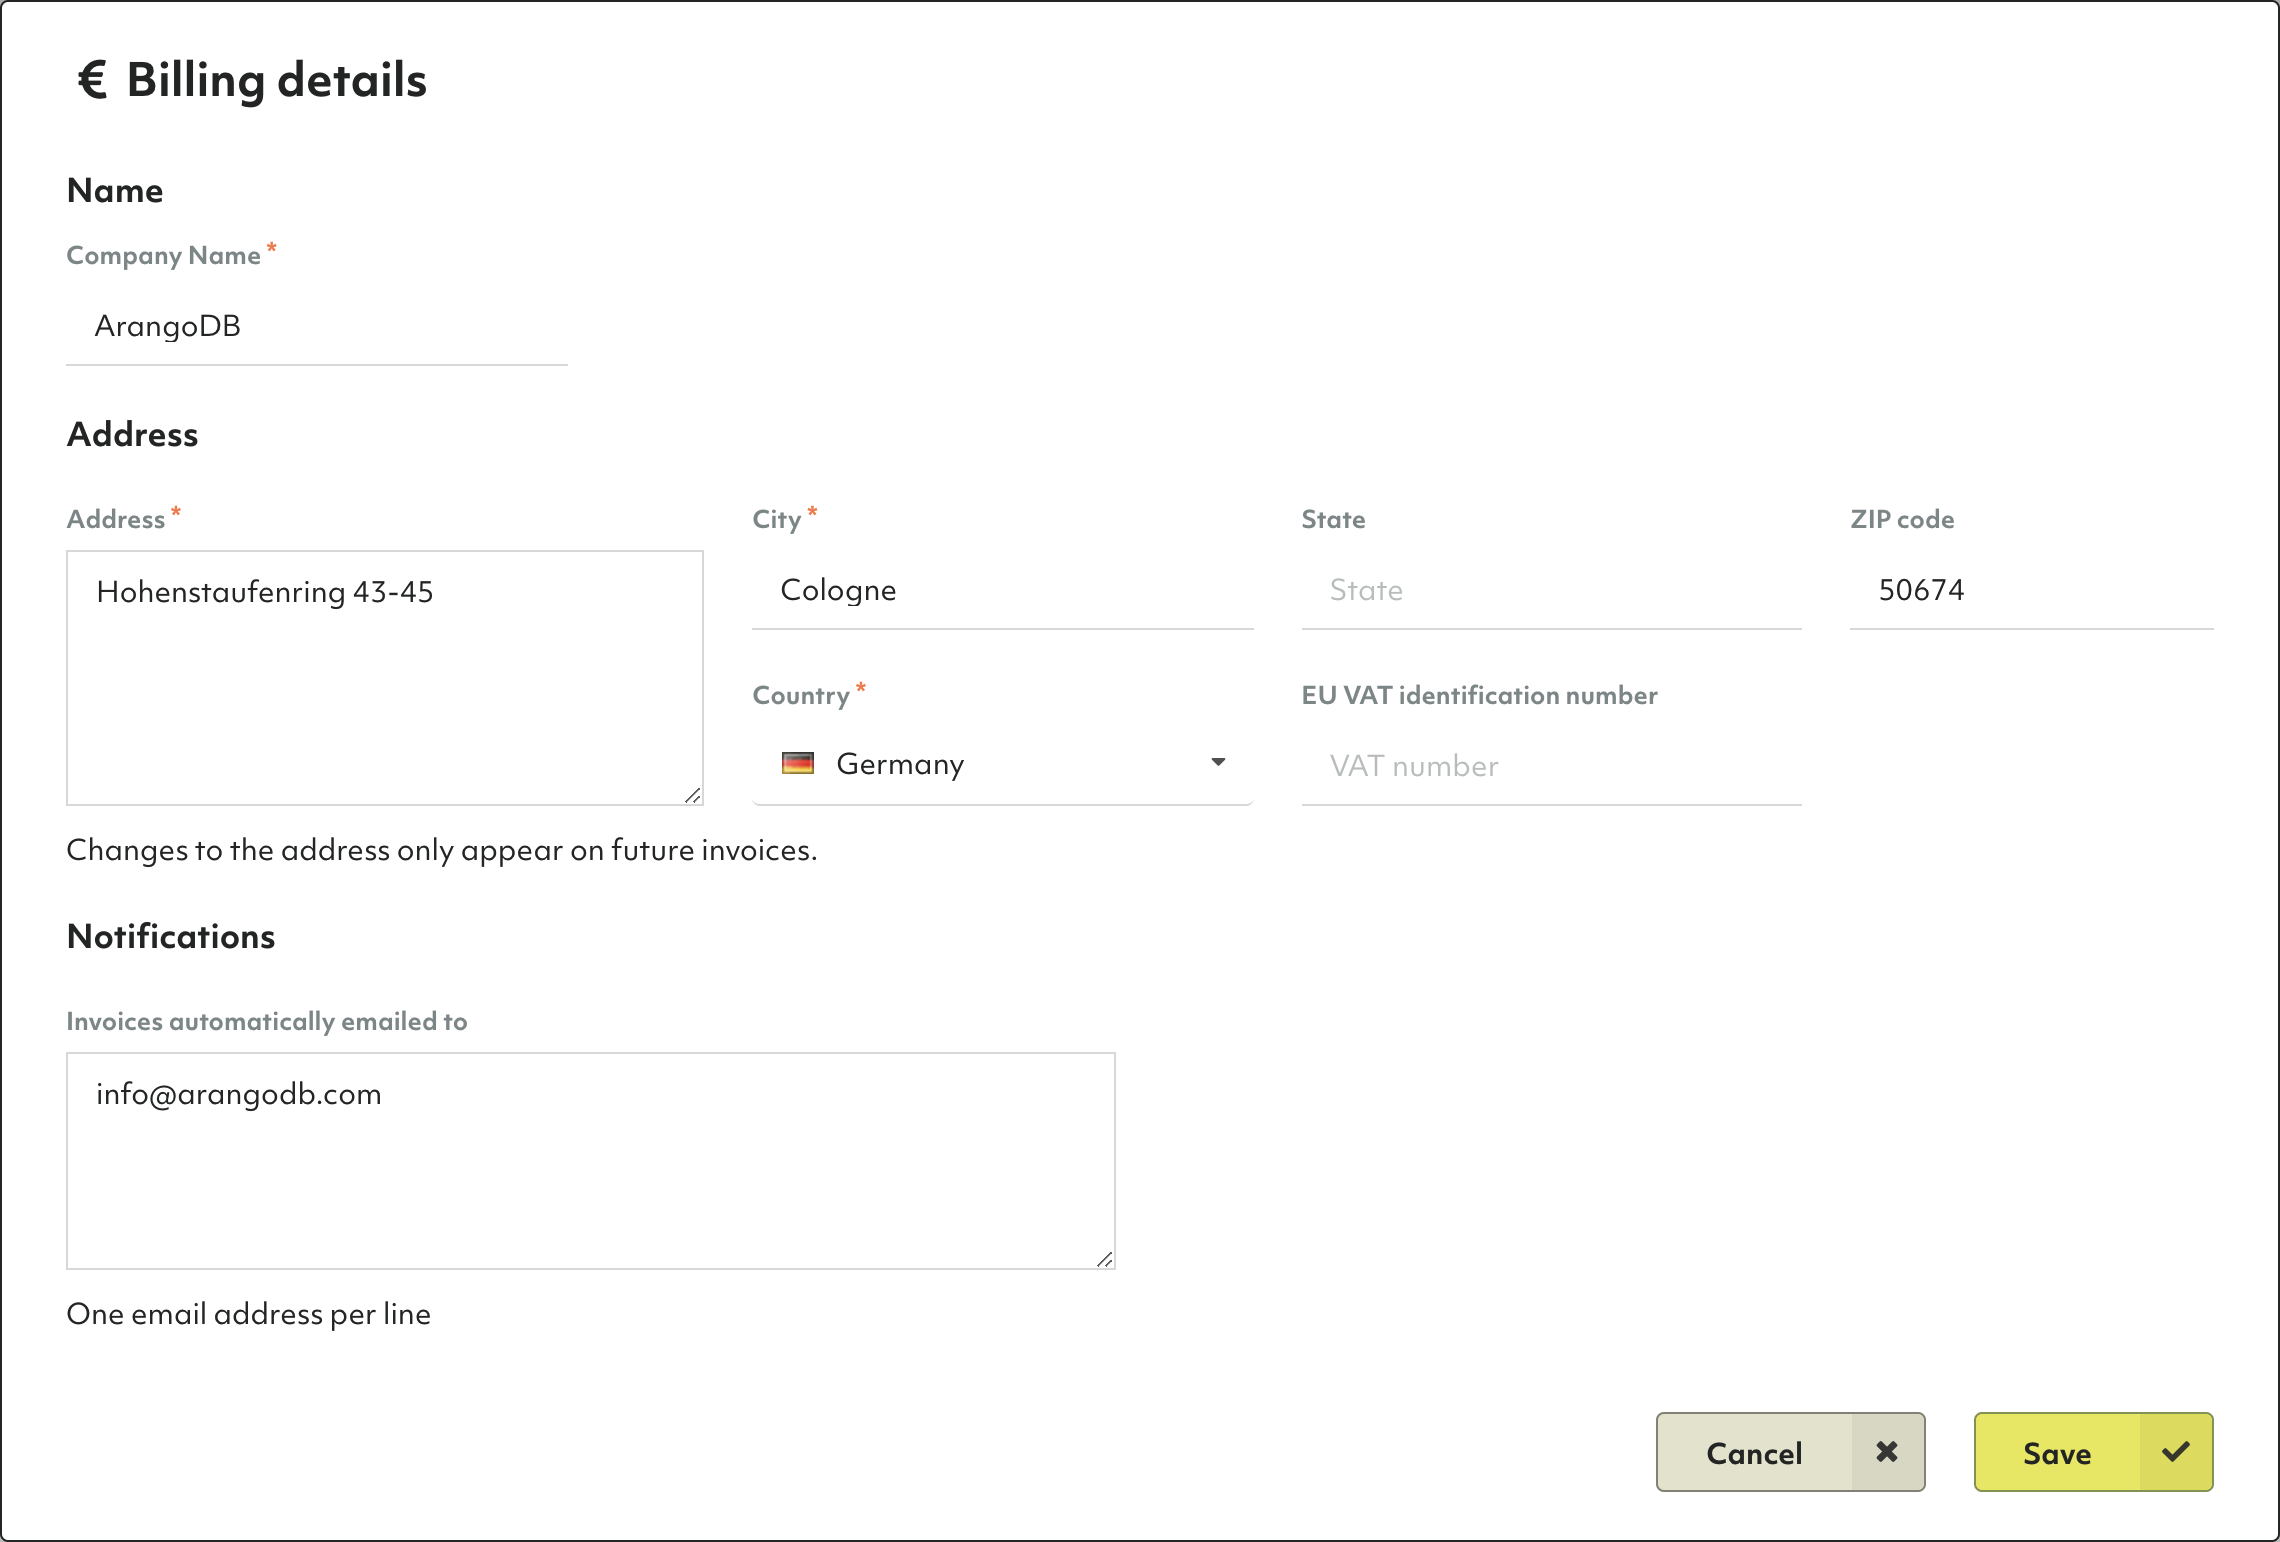 € Billing details
Name
Company Name *
ArangoDB
Address
Address *
Hohenstaufenring 43-45
City *
Cologne
State
State
ZIP code
50674
Country *
Germany
EU VAT identification number
VAT number
Changes to the address only appear on future invoices.
Notifications
Invoices automatically emailed to
info@arangodb.com
One email address per line
Cancel
Save